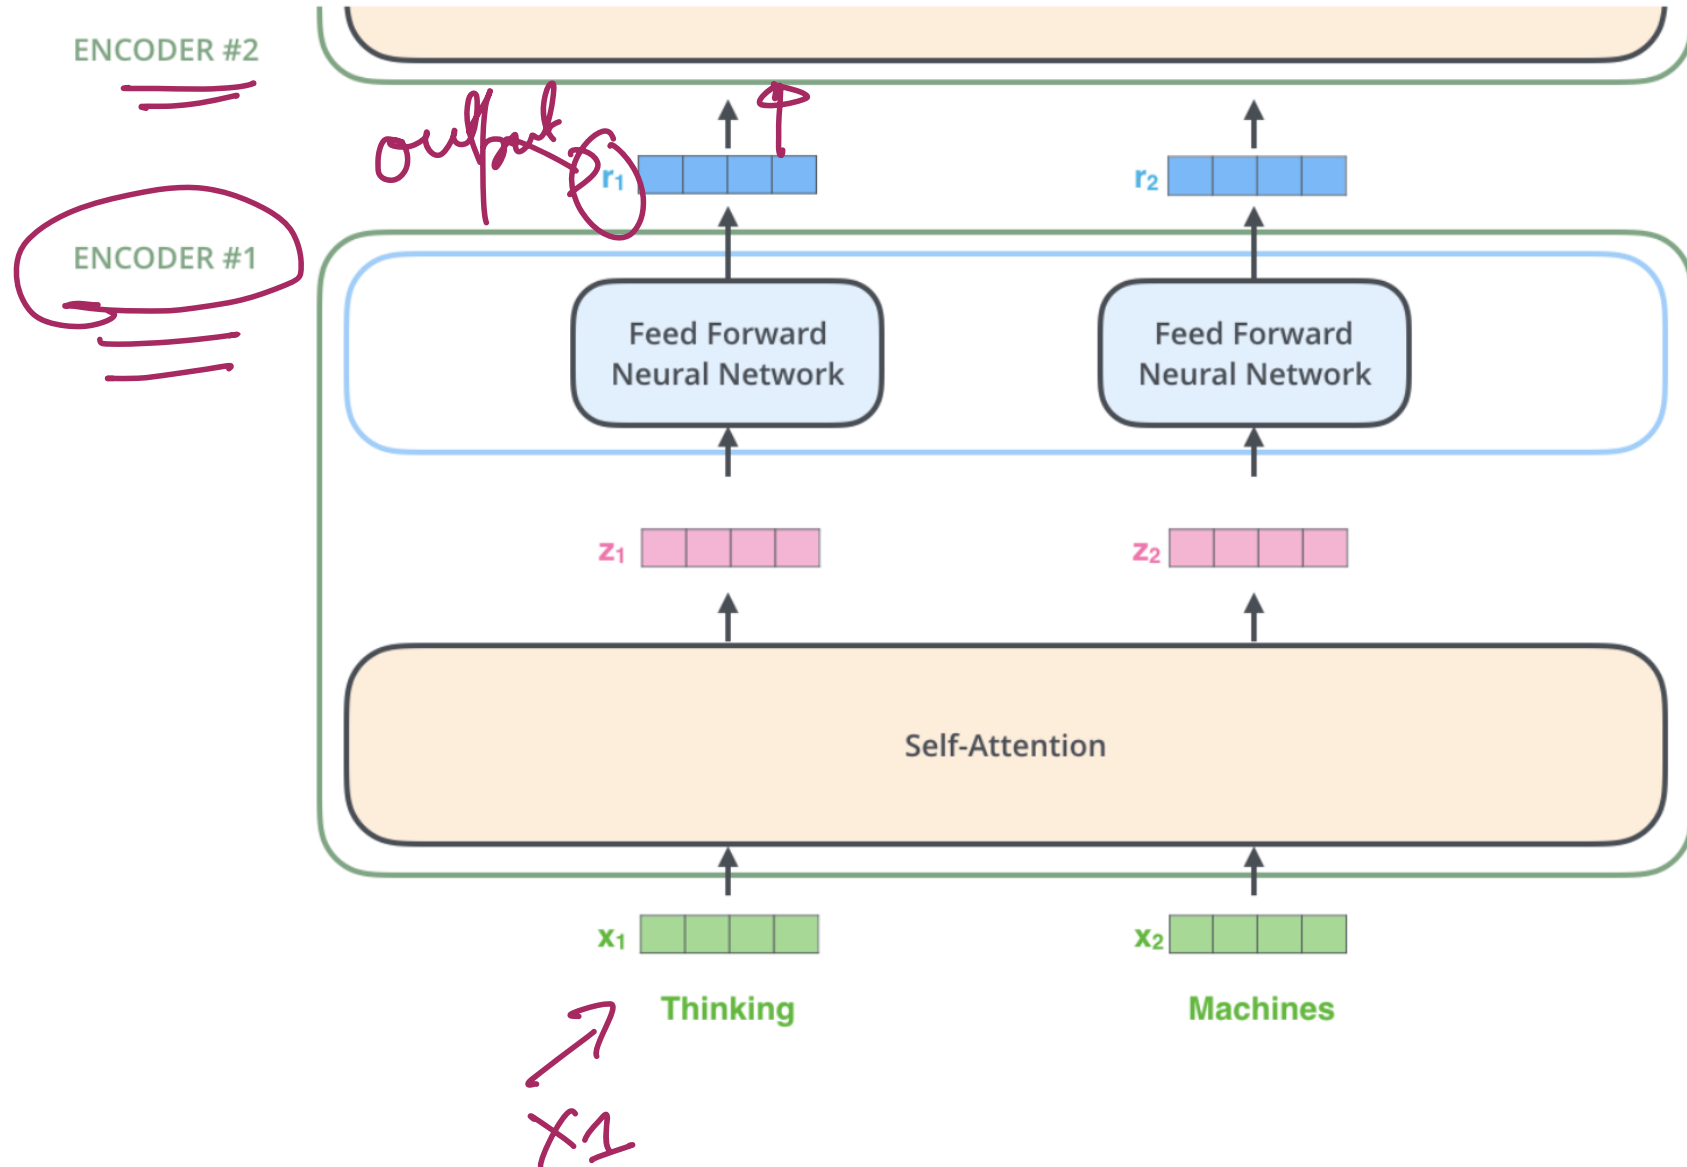 ENCODER #2
output
r1
r2
ENCODER #1
Feed Forward
Neural Network
Feed Forward
Neural Network
z1
z2
Self-Attention
x1
x2
Thinking
Machines
x1